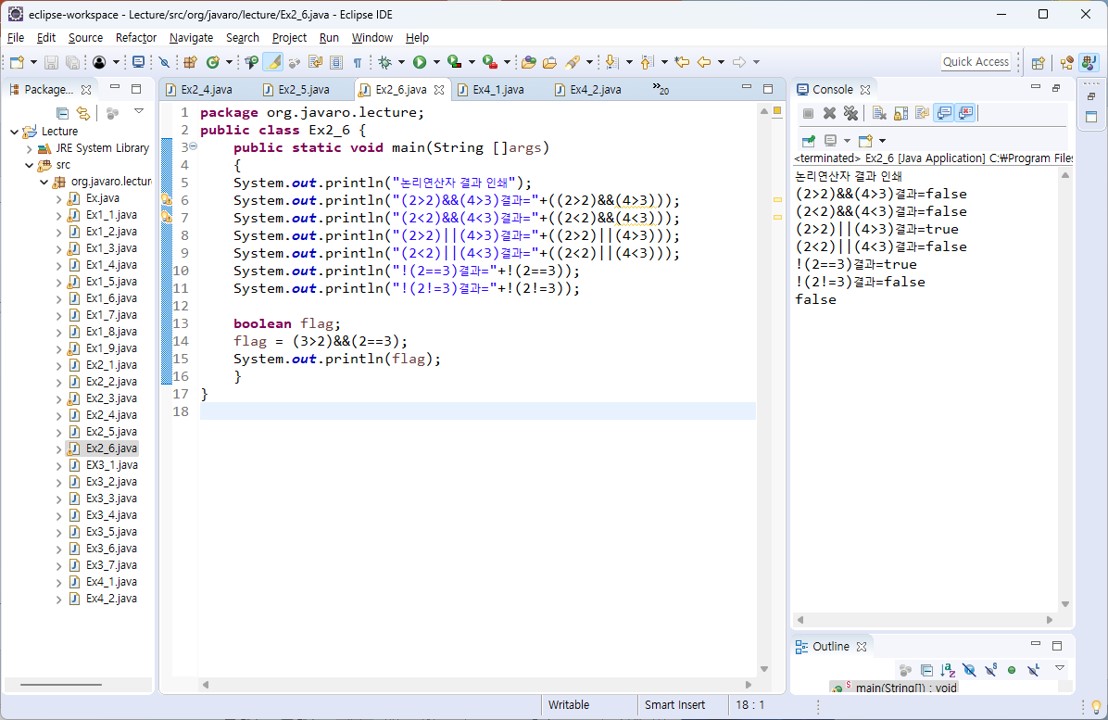 eclipse-workspace - Lecture/src/org/javaro/lecture/Ex2_6.java - Eclipse IDE
File Edit Source Refactor Navigate Search Project Run Window Help
Quick Access
Package...
Lecture
JRE System Library
src
org.javaro.lectur
Ex.java
Ex1_1.java
Ex1_2.java
Ex1_3.java
Ex1_4.java
Ex1_5.java
Ex1_6.java
Ex1_7.java
Ex1_8.java
Ex1_9.java
Ex2_1.java
Ex2_2.java
Ex2_3.java
Ex2_4.java
Ex2_5.java
Ex2_6.java
EX3_1.java
Ex3_2.java
Ex3_3.java
Ex3_4.java
Ex3_5.java
Ex3_6.java
Ex3_7.java
Ex4_1.java
Ex4_2.java
Ex2_4.java Ex2_5.java Ex2_6.java Ex4_1.java Ex4_2.java »20
1 package org.javaro.lecture;
2 public class Ex2_6 {
3 public static void main(String []args)
4 {
5 System.out.println("논리연산자 결과 인쇄");
6 System.out.println("(2>2)&&(4>3)결과="+((2>2)&&(4>3)));
7 System.out.println("(2<2)&&(4<3)결과="+((2<2)&&(4<3)));
8 System.out.println("(2>2)||(4>3)결과="+((2>2)||(4>3)));
9 System.out.println("(2<2)||(4<3)결과="+((2<2)||(4<3)));
10 System.out.println("!(2==3)결과="+!(2==3));
11 System.out.println("!(2!=3)결과="+!(2!=3));
12
13 boolean flag;
14 flag = (3>2)&&(2==3);
15 System.out.println(flag);
16 }
17 }
18
Console
<terminated> Ex2_6 [Java Application] C:₩Program Files
논리연산자 결과 인쇄
(2>2)&&(4>3)결과=false
(2<2)&&(4<3)결과=false
(2>2)||(4>3)결과=true
(2<2)||(4<3)결과=false
!(2==3)결과=true
!(2!=3)결과=false
false
Outline
main(String[]) : void
Writable Smart Insert 18 : 1